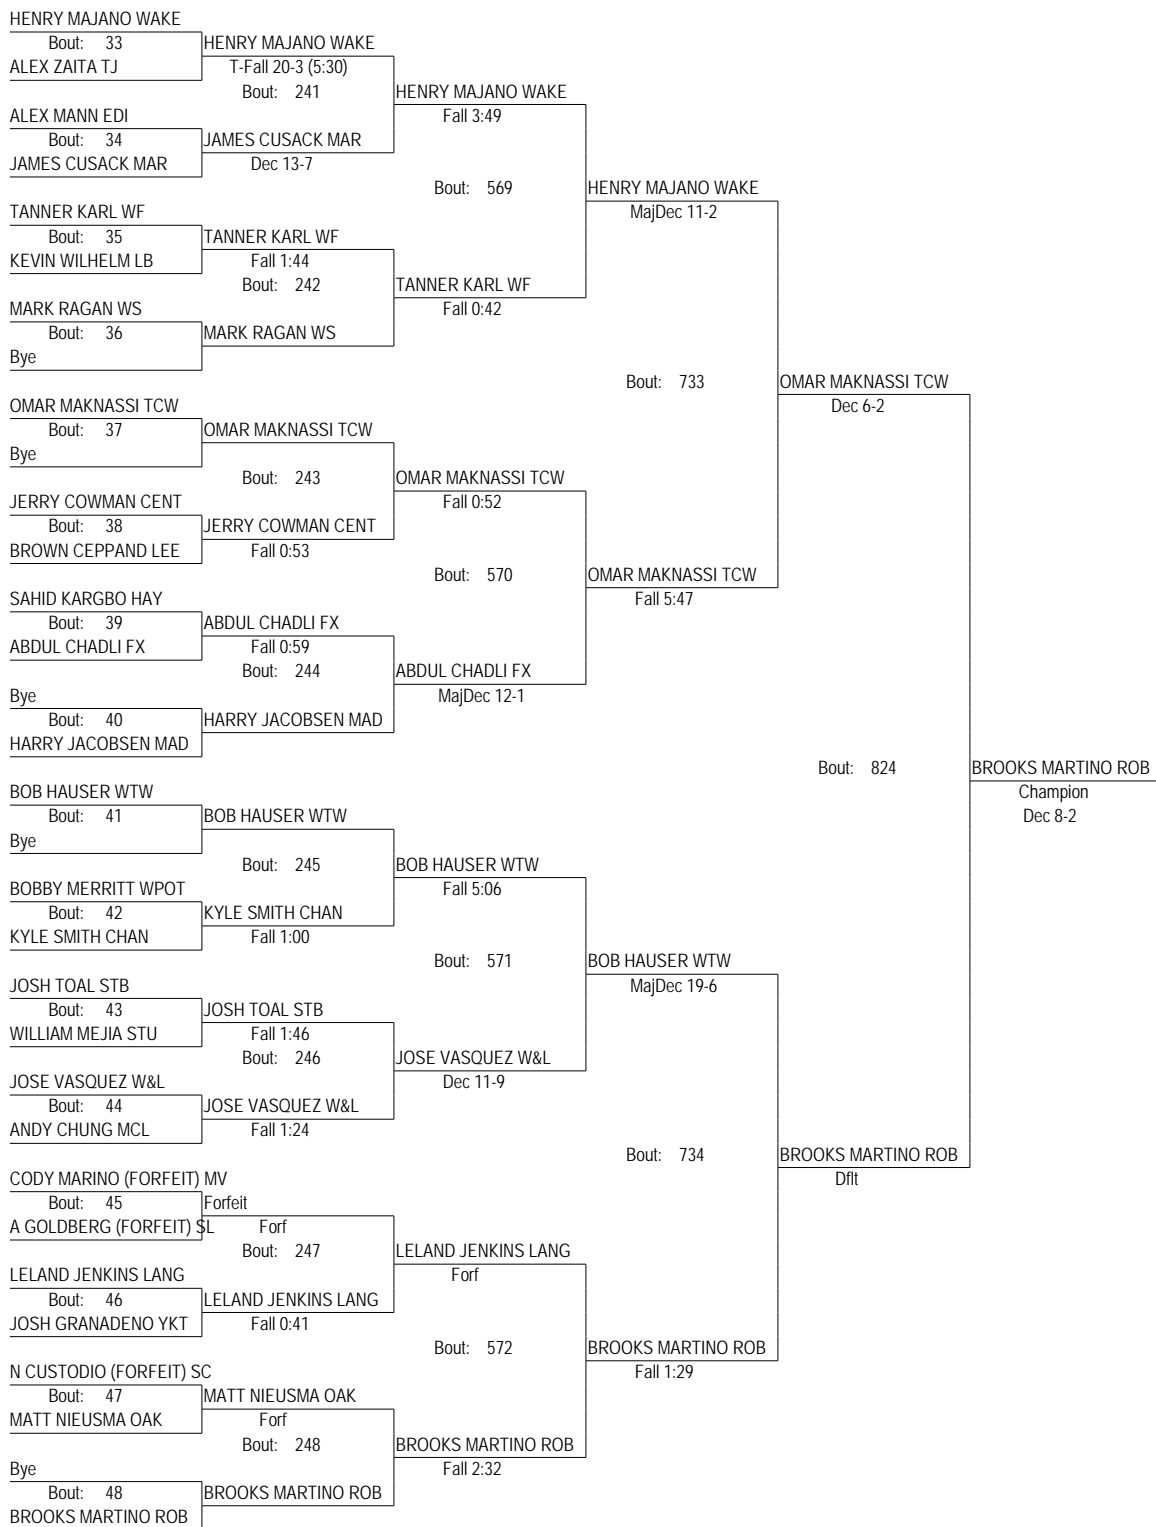 HENRY MAJANO WAKE
Bout: 33
HENRY MAJANO WAKE
ALEX ZAITA TJ
T-Fall 20-3 (5:30)
Bout: 241
HENRY MAJANO WAKE
ALEX MANN EDI
Fall 3:49
Bout: 34
JAMES CUSACK MAR
JAMES CUSACK MAR
Dec 13-7
Bout: 569
HENRY MAJANO WAKE
TANNER KARL WF
MajDec 11-2
Bout: 35
TANNER KARL WF
KEVIN WILHELM LB
Fall 1:44
Bout: 242
TANNER KARL WF
MARK RAGAN WS
Fall 0:42
Bout: 36
MARK RAGAN WS
Bye
Bout: 733
OMAR MAKNASSI TCW
OMAR MAKNASSI TCW
Dec 6-2
Bout: 37
OMAR MAKNASSI TCW
Bye
Bout: 243
OMAR MAKNASSI TCW
JERRY COWMAN CENT
Fall 0:52
Bout: 38
JERRY COWMAN CENT
BROWN CEPPAND LEE
Fall 0:53
Bout: 570
OMAR MAKNASSI TCW
SAHID KARGBO HAY
Fall 5:47
Bout: 39
ABDUL CHADLI FX
ABDUL CHADLI FX
Fall 0:59
Bout: 244
ABDUL CHADLI FX
Bye
MajDec 12-1
Bout: 40
HARRY JACOBSEN MAD
HARRY JACOBSEN MAD
Bout: 824
BROOKS MARTINO ROB
BOB HAUSER WTW
Champion
Bout: 41
BOB HAUSER WTW
Dec 8-2
Bye
Bout: 245
BOB HAUSER WTW
BOBBY MERRITT WPOT
Fall 5:06
Bout: 42
KYLE SMITH CHAN
KYLE SMITH CHAN
Fall 1:00
Bout: 571
BOB HAUSER WTW
JOSH TOAL STB
MajDec 19-6
Bout: 43
JOSH TOAL STB
WILLIAM MEJIA STU
Fall 1:46
Bout: 246
JOSE VASQUEZ W&L
JOSE VASQUEZ W&L
Dec 11-9
Bout: 44
JOSE VASQUEZ W&L
ANDY CHUNG MCL
Fall 1:24
Bout: 734
BROOKS MARTINO ROB
CODY MARINO (FORFEIT) MV
Dflt
Bout: 45
Forfeit
A GOLDBERG (FORFEIT) SL
Forf
Bout: 247
LELAND JENKINS LANG
LELAND JENKINS LANG
Forf
Bout: 46
LELAND JENKINS LANG
JOSH GRANADENO YKT
Fall 0:41
Bout: 572
BROOKS MARTINO ROB
N CUSTODIO (FORFEIT) SC
Fall 1:29
Bout: 47
MATT NIEUSMA OAK
MATT NIEUSMA OAK
Forf
Bout: 248
BROOKS MARTINO ROB
Bye
Fall 2:32
Bout: 48
BROOKS MARTINO ROB
BROOKS MARTINO ROB